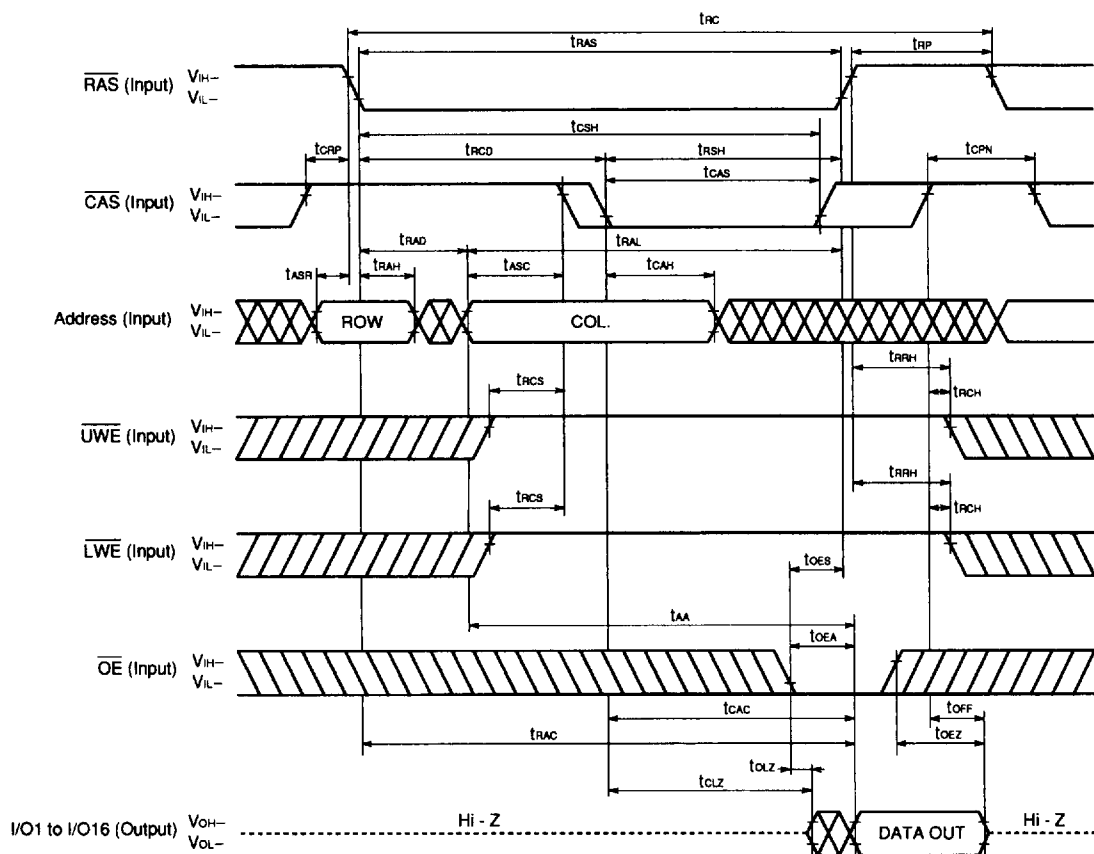 tRC
tRAS
tRP
RAS (Input) VIH–
VIL–
tCSH
tCRP
tRCD
tRSH
tCPN
tCAS
CAS (Input) VIH–
VIL–
tRAD
tRAL
tASR
tRAH
tASC
tCAH
Address (Input) VIH–
VIL–
ROW
COL.
tRRH
tRCS
tRCH
UWE (Input) VIH–
VIL–
tRRH
tRCS
tRCH
LWE (Input) VIH–
VIL–
tOES
tAA
tOEA
OE (Input) VIH–
VIL–
tCAC
tOFF
tRAC
tOEZ
tOLZ
tCLZ
I/O1 to I/O16 (Output) VOH–
VOL–
Hi - Z
DATA OUT
Hi - Z